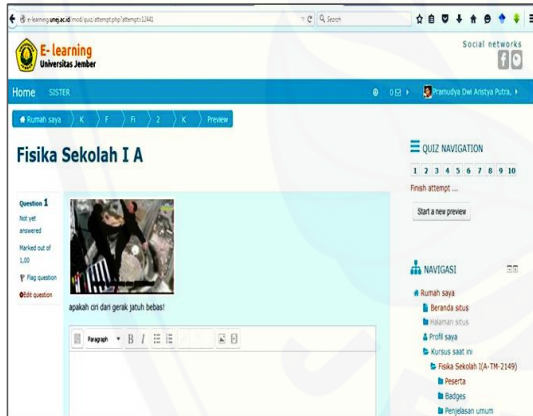 e-learning.unej.ac.id/mod/quiz/attempt.php?attempt=12441
Search
E- learning
Universitas Jember
Social networks
Home SISTER
0
Pramudya Dwi Aristya Putra,
Rumah saya K F Fi 2 K Preview
Fisika Sekolah I A
Question 1
Not yet
answered
Marked out of
1,00
Flag question
Edit question
apakah ciri dari gerak jatuh bebas!
Paragraph B I
QUIZ NAVIGATION
1 2 3 4 5 6 7 8 9 10
Finish attempt ...
Start a new preview
NAVIGASI
Rumah saya
Beranda situs
Halaman situs
Profil saya
Kursus saat ini
Fisika Sekolah I(A-TM-2149)
Peserta
Badges
Penjelasan umum